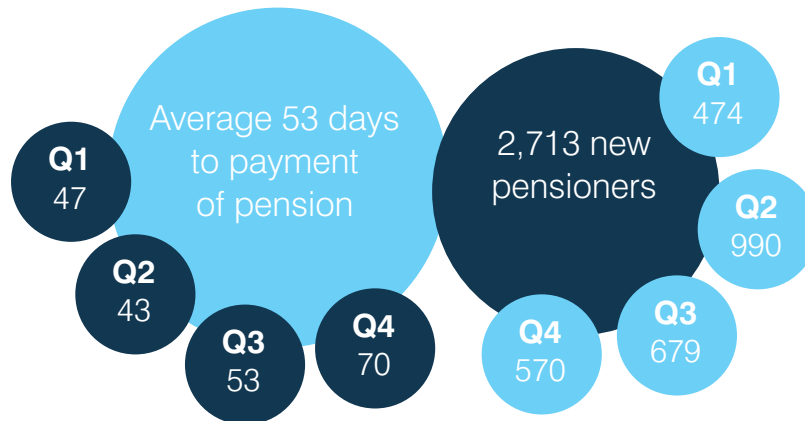 Average 53 days
to payment
of pension
Q1
47
Q2
43
Q3
53
Q4
70
2,713 new
pensioners
Q1
474
Q2
990
Q3
679
Q4
570